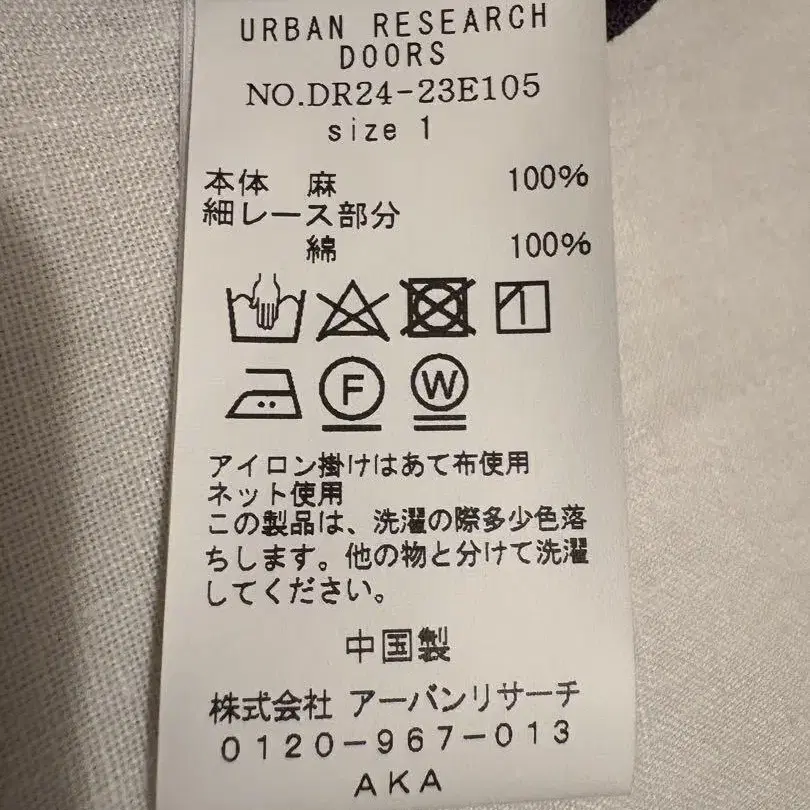 URBAN RESEARCH
DOORS
NO.DR24-23E105
size 1
本体 麻 100%
細レース部分
綿 100%
F W
アイロン掛けはあて布使用
ネット使用
この製品は、洗濯の際多少色落
ちします。他の物と分けて洗濯
してください。
中国製
株式会社 アーバンリサーチ
0120-967-013
AKA